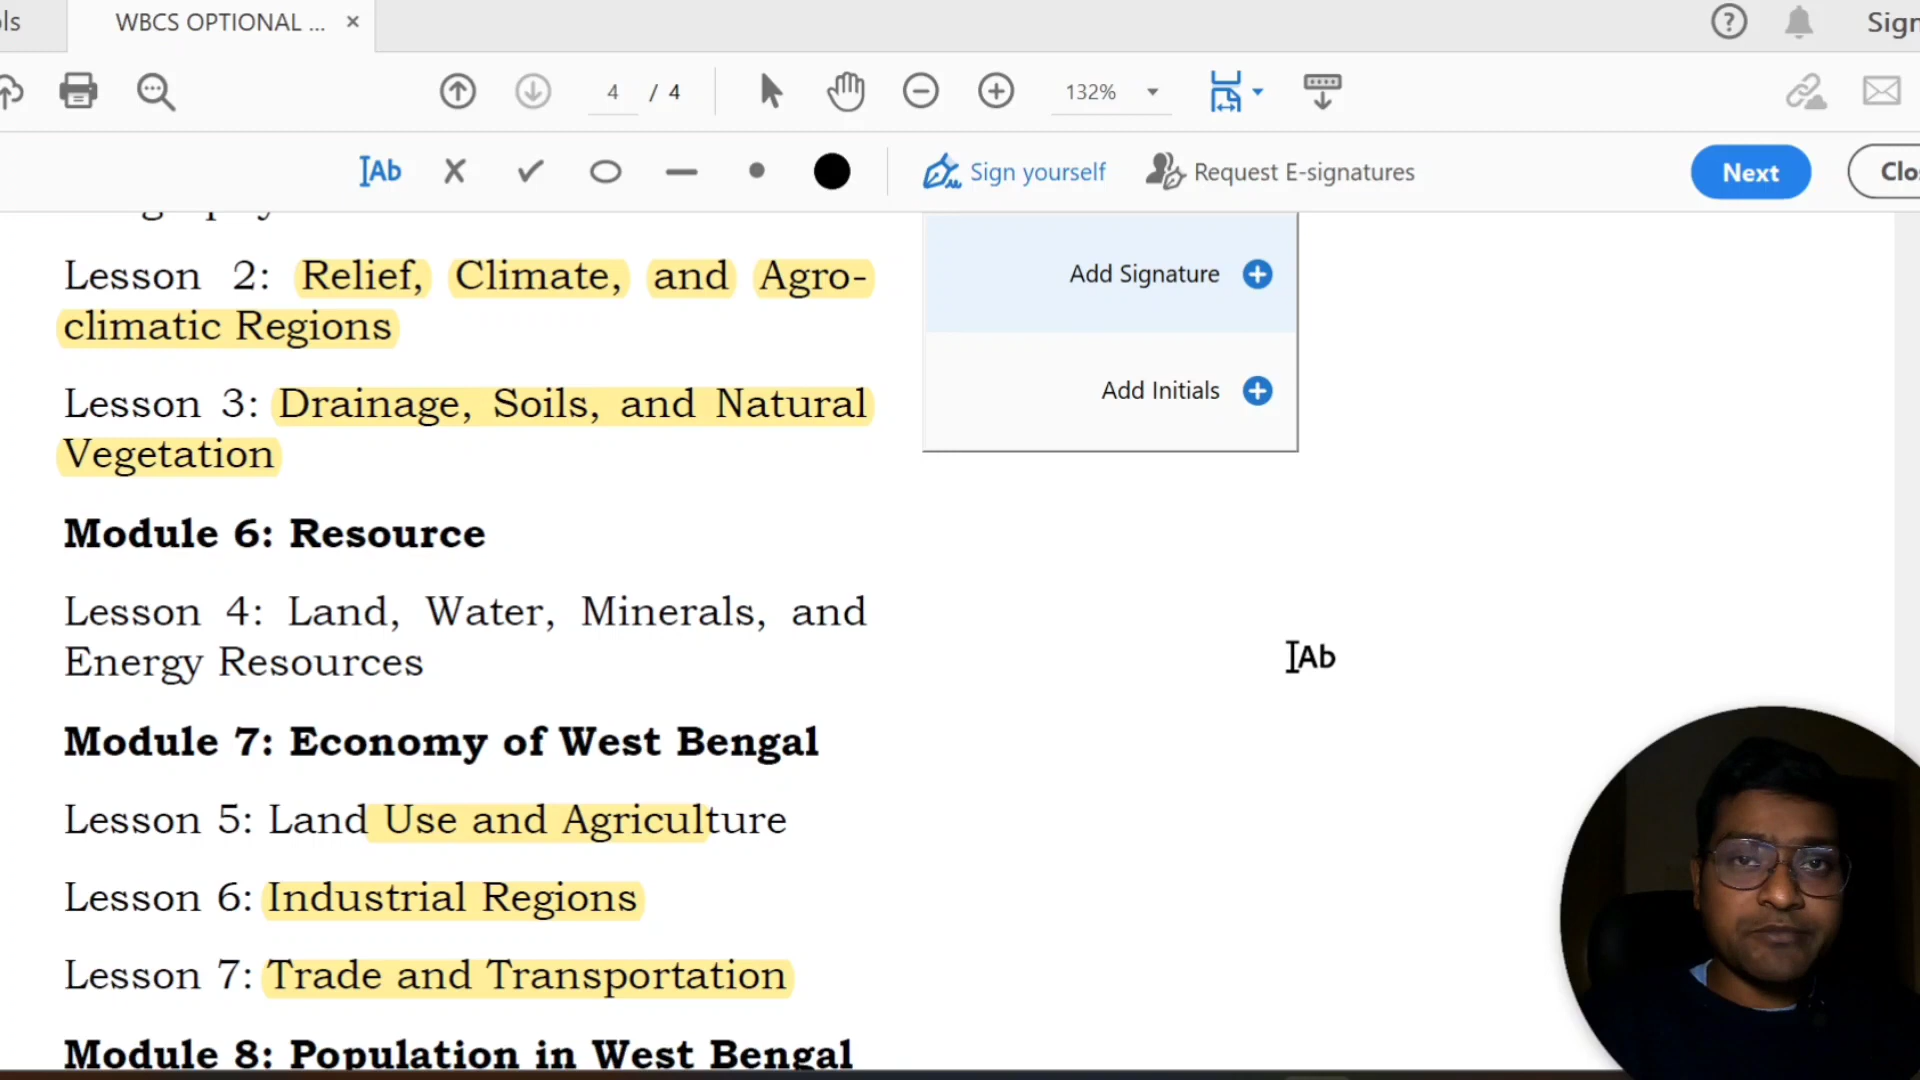 WBCS OPTIONAL ...
4 / 4
132%
Ab
Sign yourself
Request E-signatures
Next
Add Signature
Add Initials
Lesson 2: Relief, Climate, and Agro-
climatic Regions
Lesson 3: Drainage, Soils, and Natural
Vegetation
Module 6: Resource
Lesson 4: Land, Water, Minerals, and
Energy Resources
Ab
Module 7: Economy of West Bengal
Lesson 5: Land Use and Agriculture
Lesson 6: Industrial Regions
Lesson 7: Trade and Transportation
Module 8: Population in West Bengal